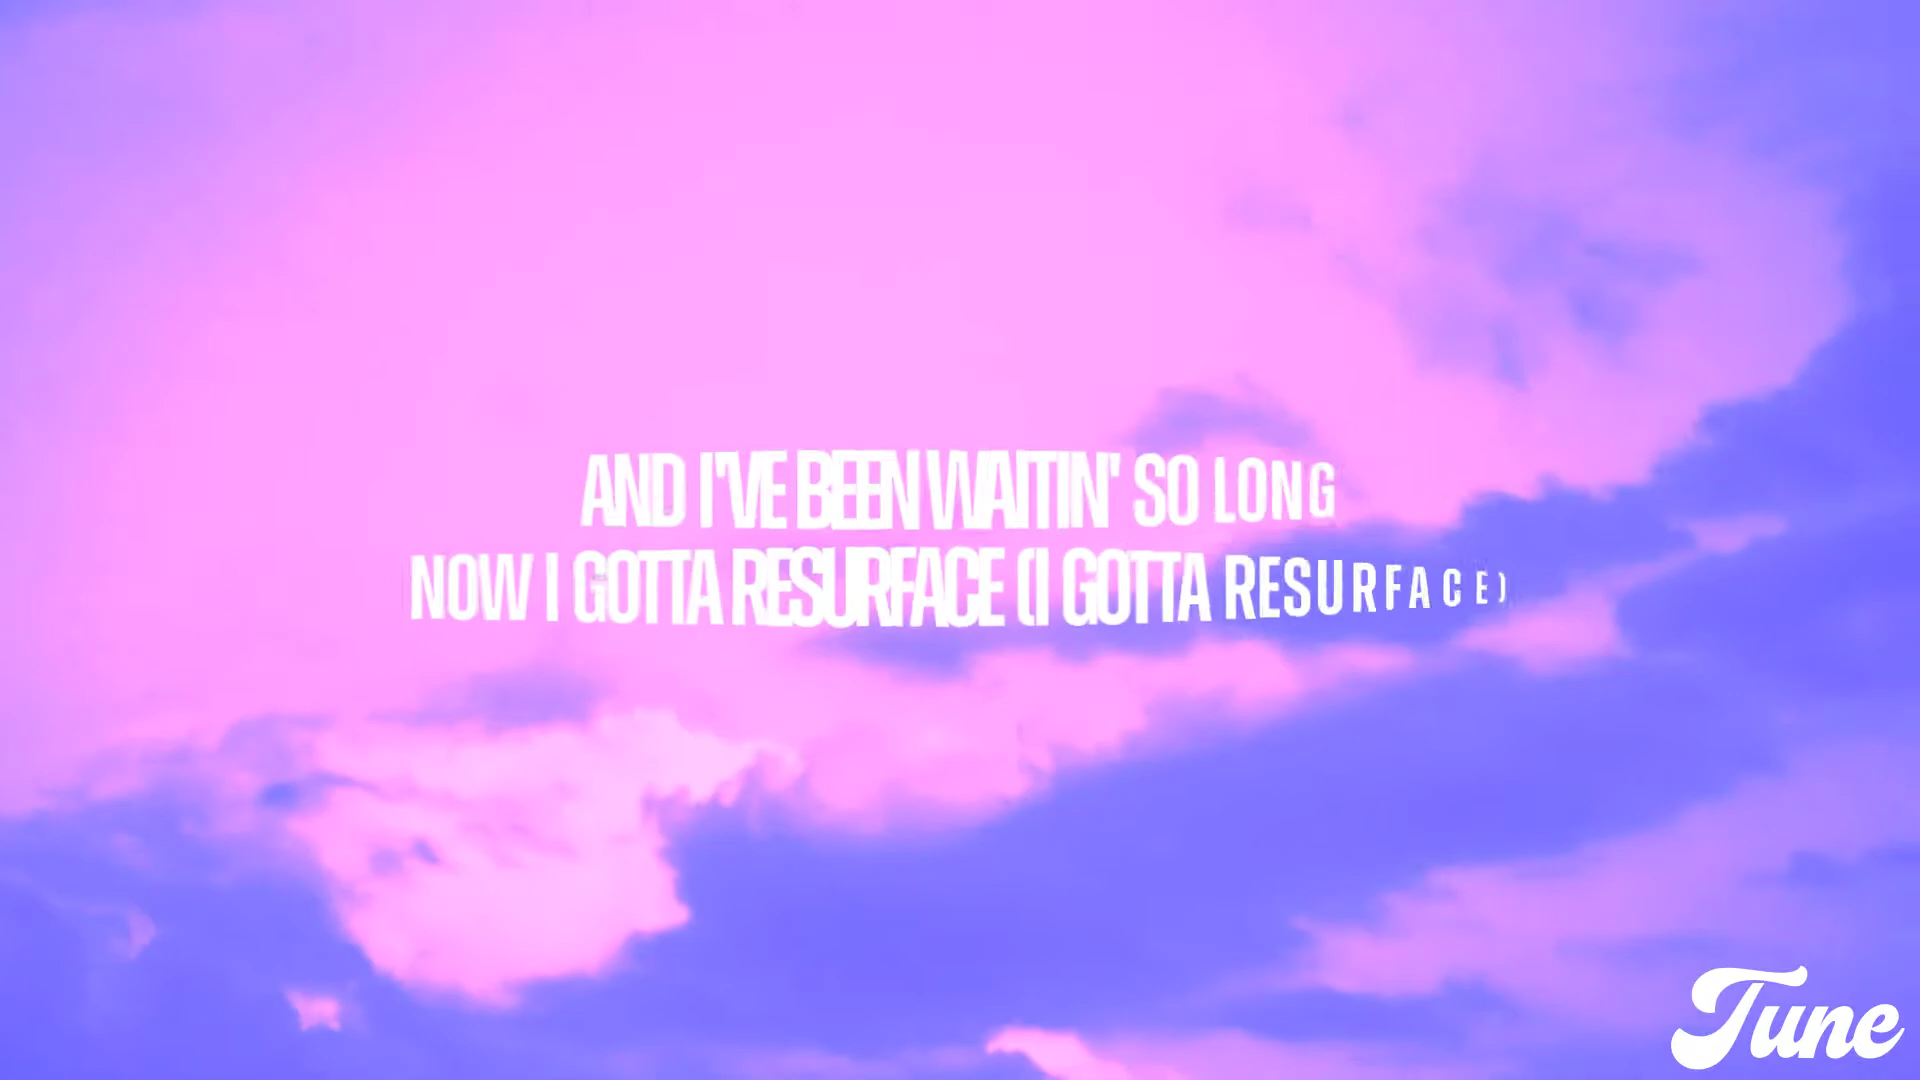 AND I'VE BEEN WAITIN' SO LONG
NOW I GOTTA RESURFACE (I GOTTA RESURFACE)
Tune